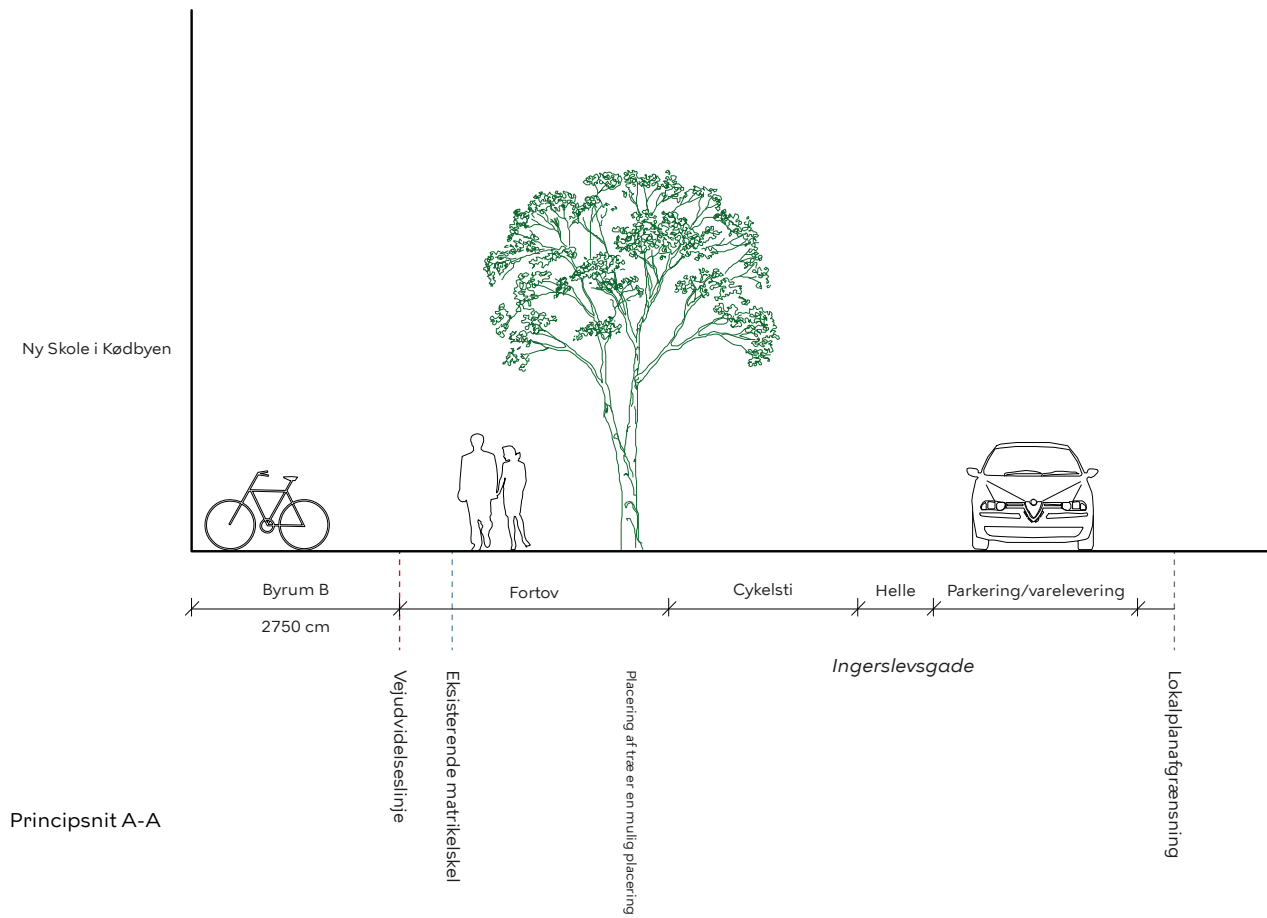 Ny Skole i Kødbyen
Byrum B
Fortov
Cykelsti
Helle
Parkering/varelevering
2750 cm
Ingerslevsgade
Vejudvidelseslinje
Eksisterende matrikelskel
Placering af træ er en mulig placering
Lokalplanafgrænsning
Principsnit A-A